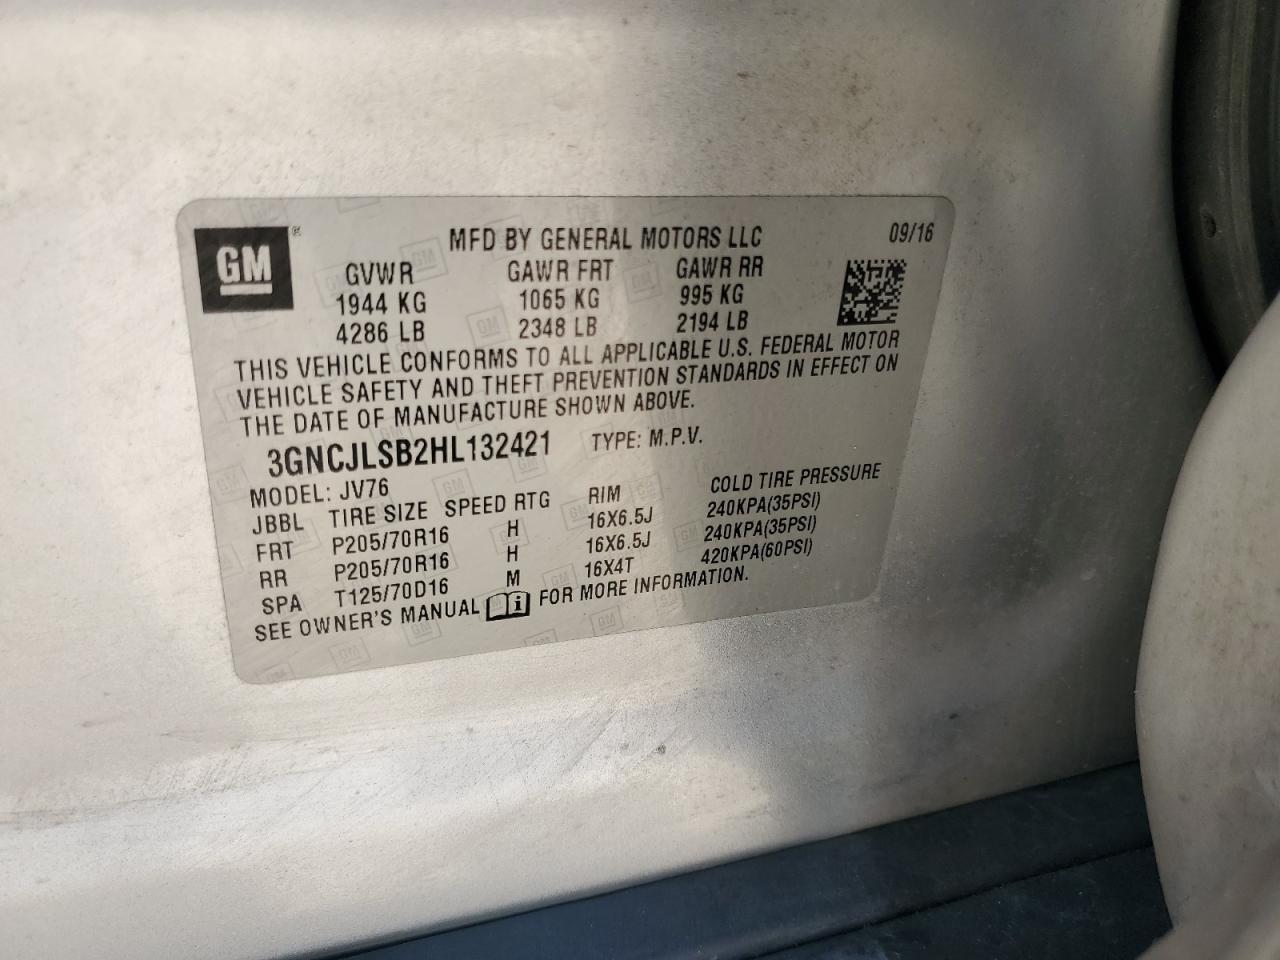 GM ® MFD BY GENERAL MOTORS LLC 09/16
GVWR GAWR FRT GAWR RR
1944 KG 1065 KG 995 KG
4286 LB 2348 LB 2194 LB
THIS VEHICLE CONFORMS TO ALL APPLICABLE U.S. FEDERAL MOTOR
VEHICLE SAFETY AND THEFT PREVENTION STANDARDS IN EFFECT ON
THE DATE OF MANUFACTURE SHOWN ABOVE.
3GNCJLSB2HL132421 TYPE: M.P.V.
MODEL: JV76
JBBL TIRE SIZE SPEED RTG RIM COLD TIRE PRESSURE
FRT P205/70R16 H 16X6.5J 240KPA(35PSI)
RR P205/70R16 H 16X6.5J 240KPA(35PSI)
SPA T125/70D16 M 16X4T 420KPA(60PSI)
SEE OWNER'S MANUAL i FOR MORE INFORMATION.